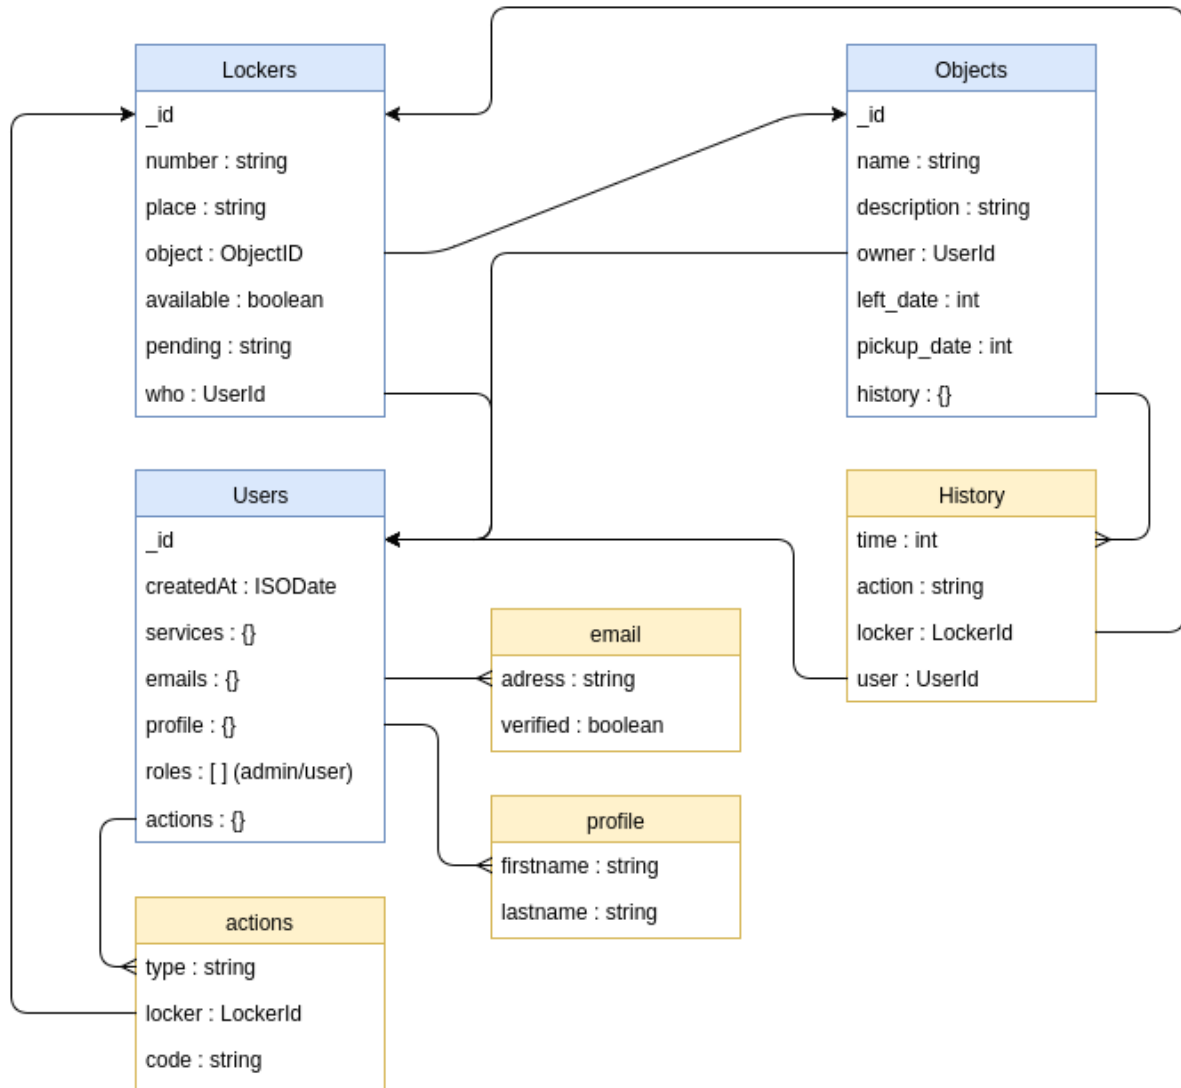 Lockers
_id
number : string
place : string
object : ObjectID
available : boolean
pending : string
who : UserId
Objects
_id
name : string
description : string
owner : UserId
left_date : int
pickup_date : int
history : {}
Users
_id
createdAt : ISODate
services : {}
emails : {}
profile : {}
roles : [ ] (admin/user)
actions : {}
History
time : int
action : string
locker : LockerId
user : UserId
email
adress : string
verified : boolean
profile
firstname : string
lastname : string
actions
type : string
locker : LockerId
code : string